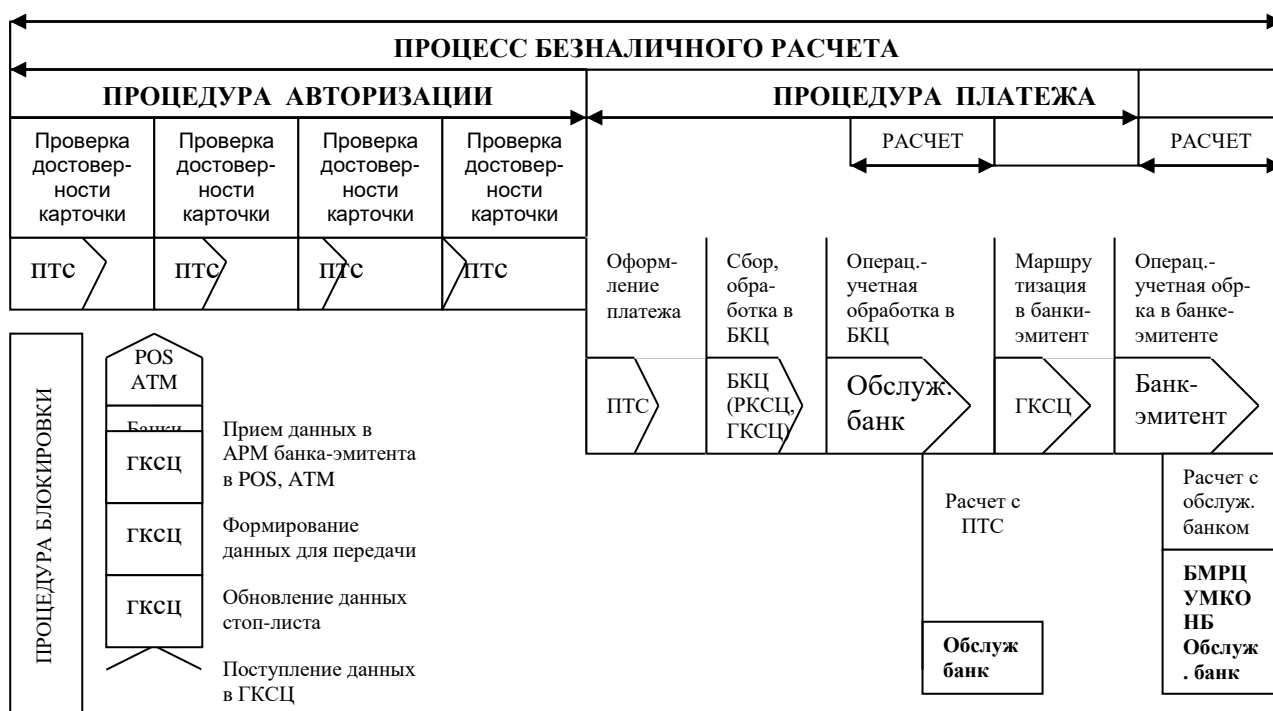 ПРОЦЕСС БЕЗНАЛИЧНОГО РАСЧЕТА
ПРОЦЕДУРА АВТОРИЗАЦИИ
ПРОЦЕДУРА ПЛАТЕЖА
Проверка
достовер-
ности
карточки
Проверка
достовер-
ности
карточки
Проверка
достовер-
ности
карточки
Проверка
достовер-
ности
карточки
РАСЧЕТ
РАСЧЕТ
ПТС
ПТС
ПТС
ПТС
Оформ-
ление
платежа
Сбор,
обра-
ботка в
БКЦ
Операц.-
учетная
обработка в
БКЦ
Маршру
тизация
в банки-
эмитент
Операц.-
учетная обр-
ка в банке-
эмитенте
ПТС
БКЦ
(РКСЦ,
ГКСЦ)
Обслуж.
банк
ГКСЦ
Банк-
эмитент
ПРОЦЕДУРА БЛОКИРОВКИ
POS
ATM
Банки
ГКСЦ
ГКСЦ
ГКСЦ
Прием данных в
АРМ банка-эмитента
в POS, ATM
Формирование
данных для передачи
Обновление данных
стоп-листа
Поступление данных
в ГКСЦ
Расчет с
ПТС
Обслуж
банк
Расчет с
обслуж.
банком
БМРЦ
УМКО
НБ
Обслуж
. банк